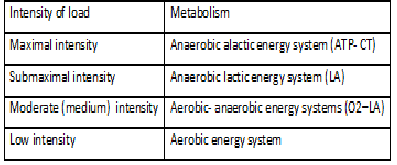 Intensity of load Metabolism
Maximal intensity Anaerobic alactic energy system (ATP- CT)
Submaximal intensity Anaerobic lactic energy system (LA)
Moderate (medium) intensity Aerobic- anaerobic energy systems (O2–LA)
Low intensity Aerobic energy system